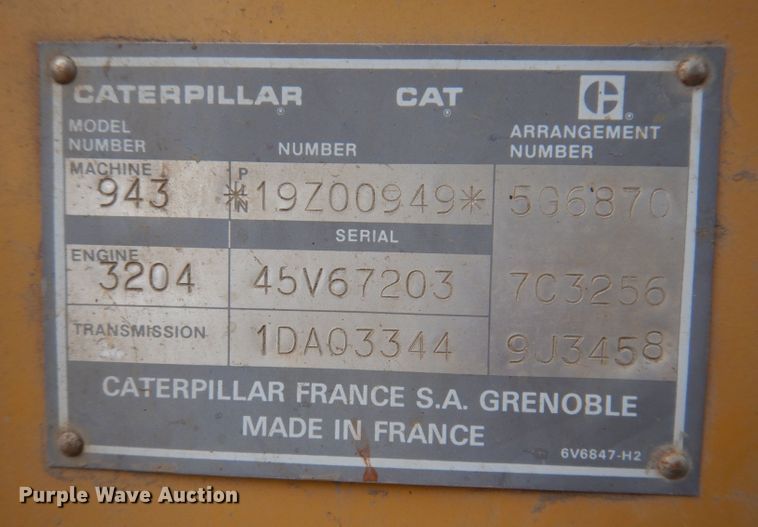 CATERPILLAR ® CAT ® C ®
MODEL NUMBER NUMBER ARRANGEMENT NUMBER
MACHINE 943 PIN *19Z00949* 5G6870
SERIAL
ENGINE 3204 45V67203 7C3256
TRANSMISSION 1DA03344 9J3458
CATERPILLAR FRANCE S.A. GRENOBLE
MADE IN FRANCE
6V6847-H2
Purple Wave Auction